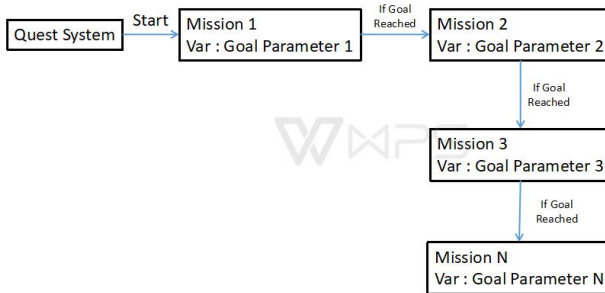 Quest System
Start
Mission 1
Var : Goal Parameter 1
If Goal
Reached
Mission 2
Var : Goal Parameter 2
If Goal
Reached
WPS
Mission 3
Var : Goal Parameter 3
If Goal
Reached
Mission N
Var : Goal Parameter N